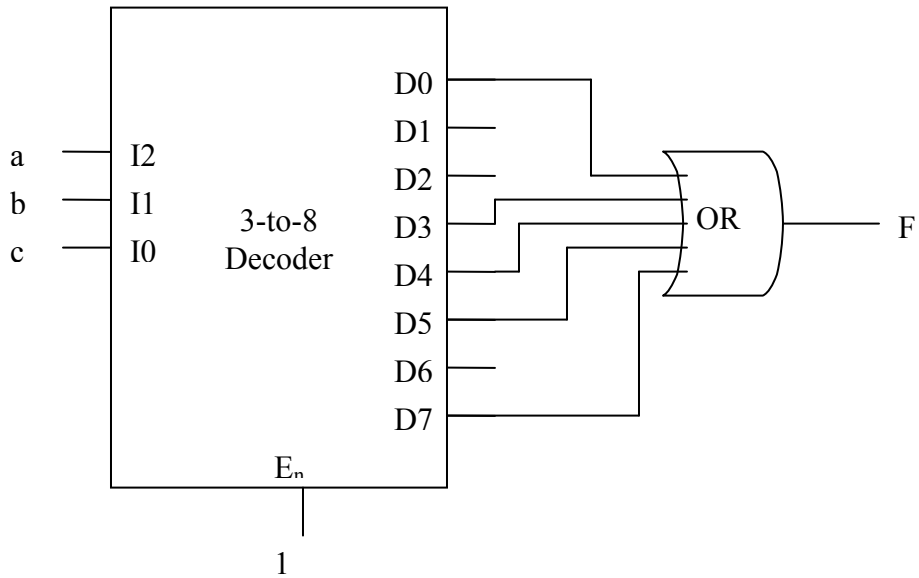 a
b
c
I2
I1
I0
3-to-8
Decoder
D0
D1
D2
D3
D4
D5
D6
D7
En
1
OR
F